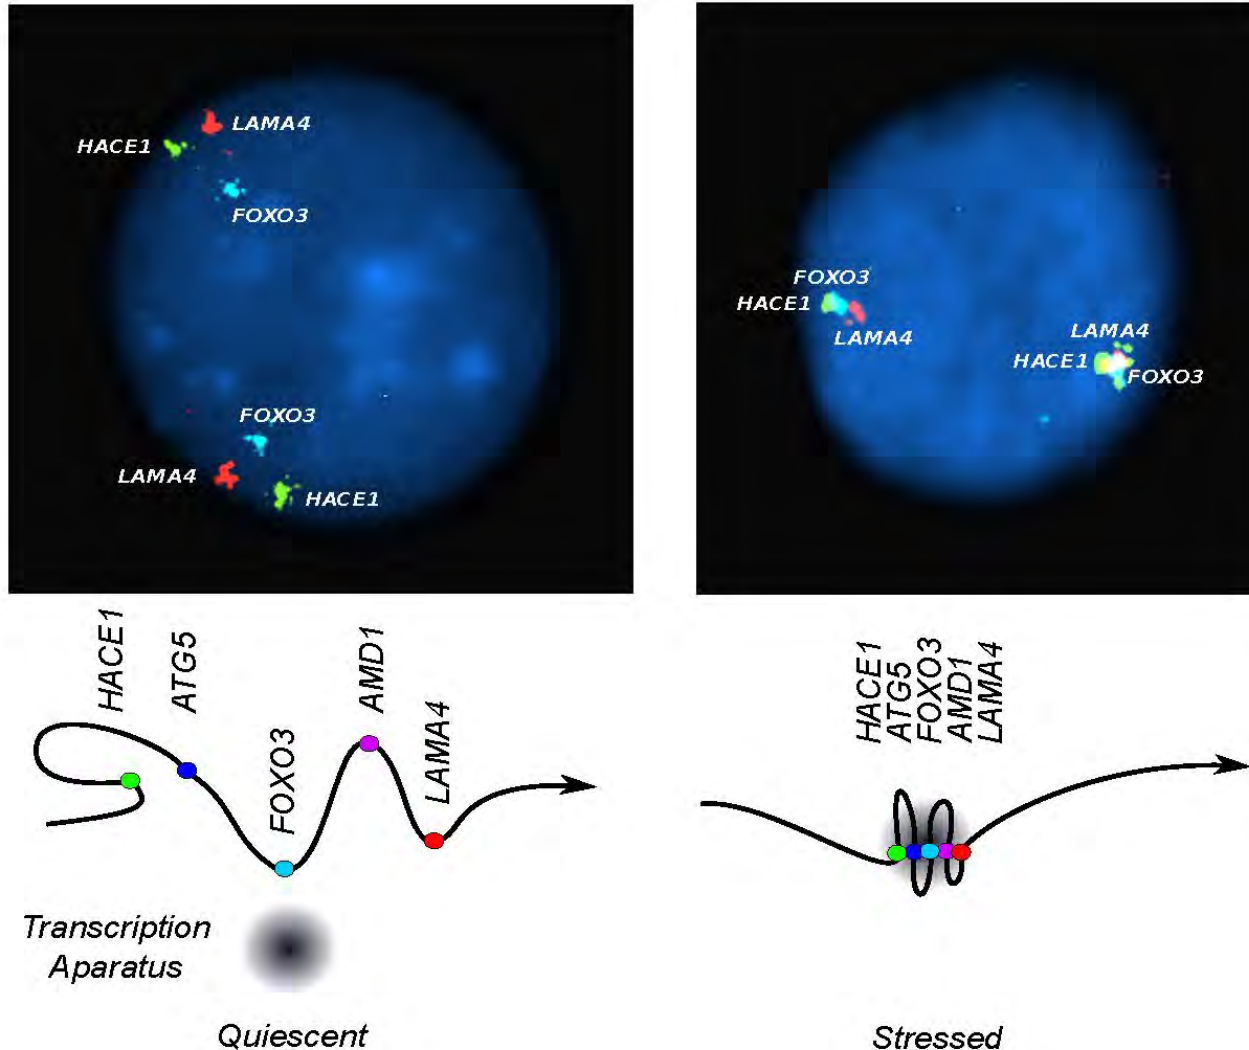 LAMA4
HACE1
FOXO3
FOXO3
LAMA4
HACE1
FOXO3
HACE1
LAMA4
LAMA4
HACE1
FOXO3
HACE1
ATG5
FOXO3
AMD1
LAMA4
Transcription
Aparatus
Quiescent
HACE1
ATG5
FOXO3
AMD1
LAMA4
Stressed